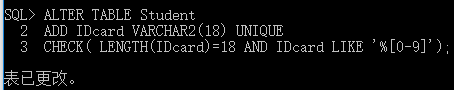 SQL> ALTER TABLE Student
  2  ADD IDcard VARCHAR2(18) UNIQUE
  3  CHECK( LENGTH(IDcard)=18 AND IDcard LIKE '%[0-9]');
表已更改。